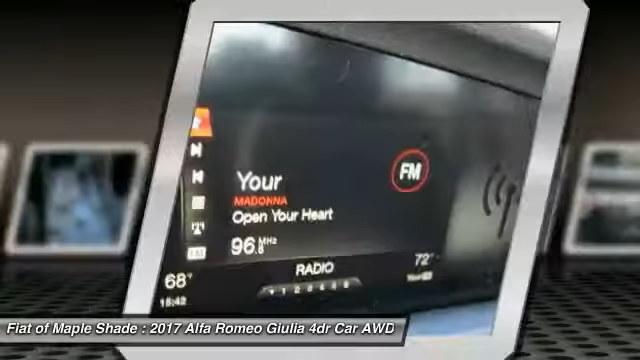 Your
FM
MADONNA
Open Your Heart
96.5 MHz
RADIO
72°
68°
Fiat of Maple Shade : 2017 Alfa Romeo Giulia 4dr Car AWD